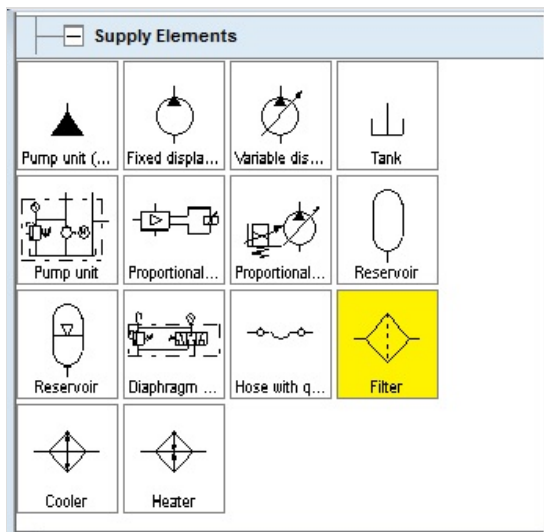 Supply Elements
Pump unit (...
Fixed displa...
Variable dis...
Tank
Pump unit
Proportional...
Proportional...
Reservoir
Reservoir
Diaphragm ...
Hose with q...
Filter
Cooler
Heater